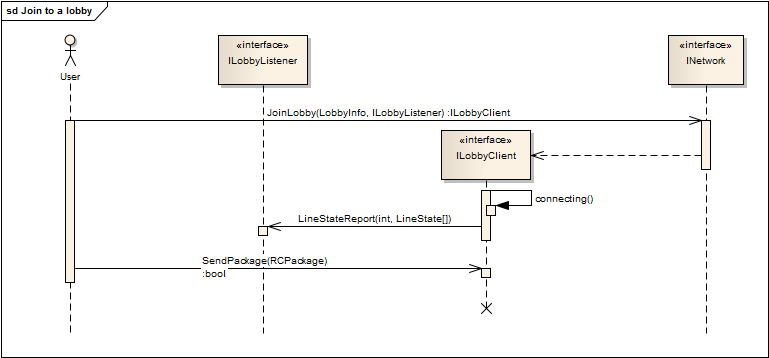 sd Join to a lobby
User
«interface»
ILobbyListener
«interface»
INetwork
JoinLobby(LobbyInfo, ILobbyListener) :ILobbyClient
«interface»
ILobbyClient
connecting()
LineStateReport(int, LineState[])
SendPackage(RCPackage)
:bool